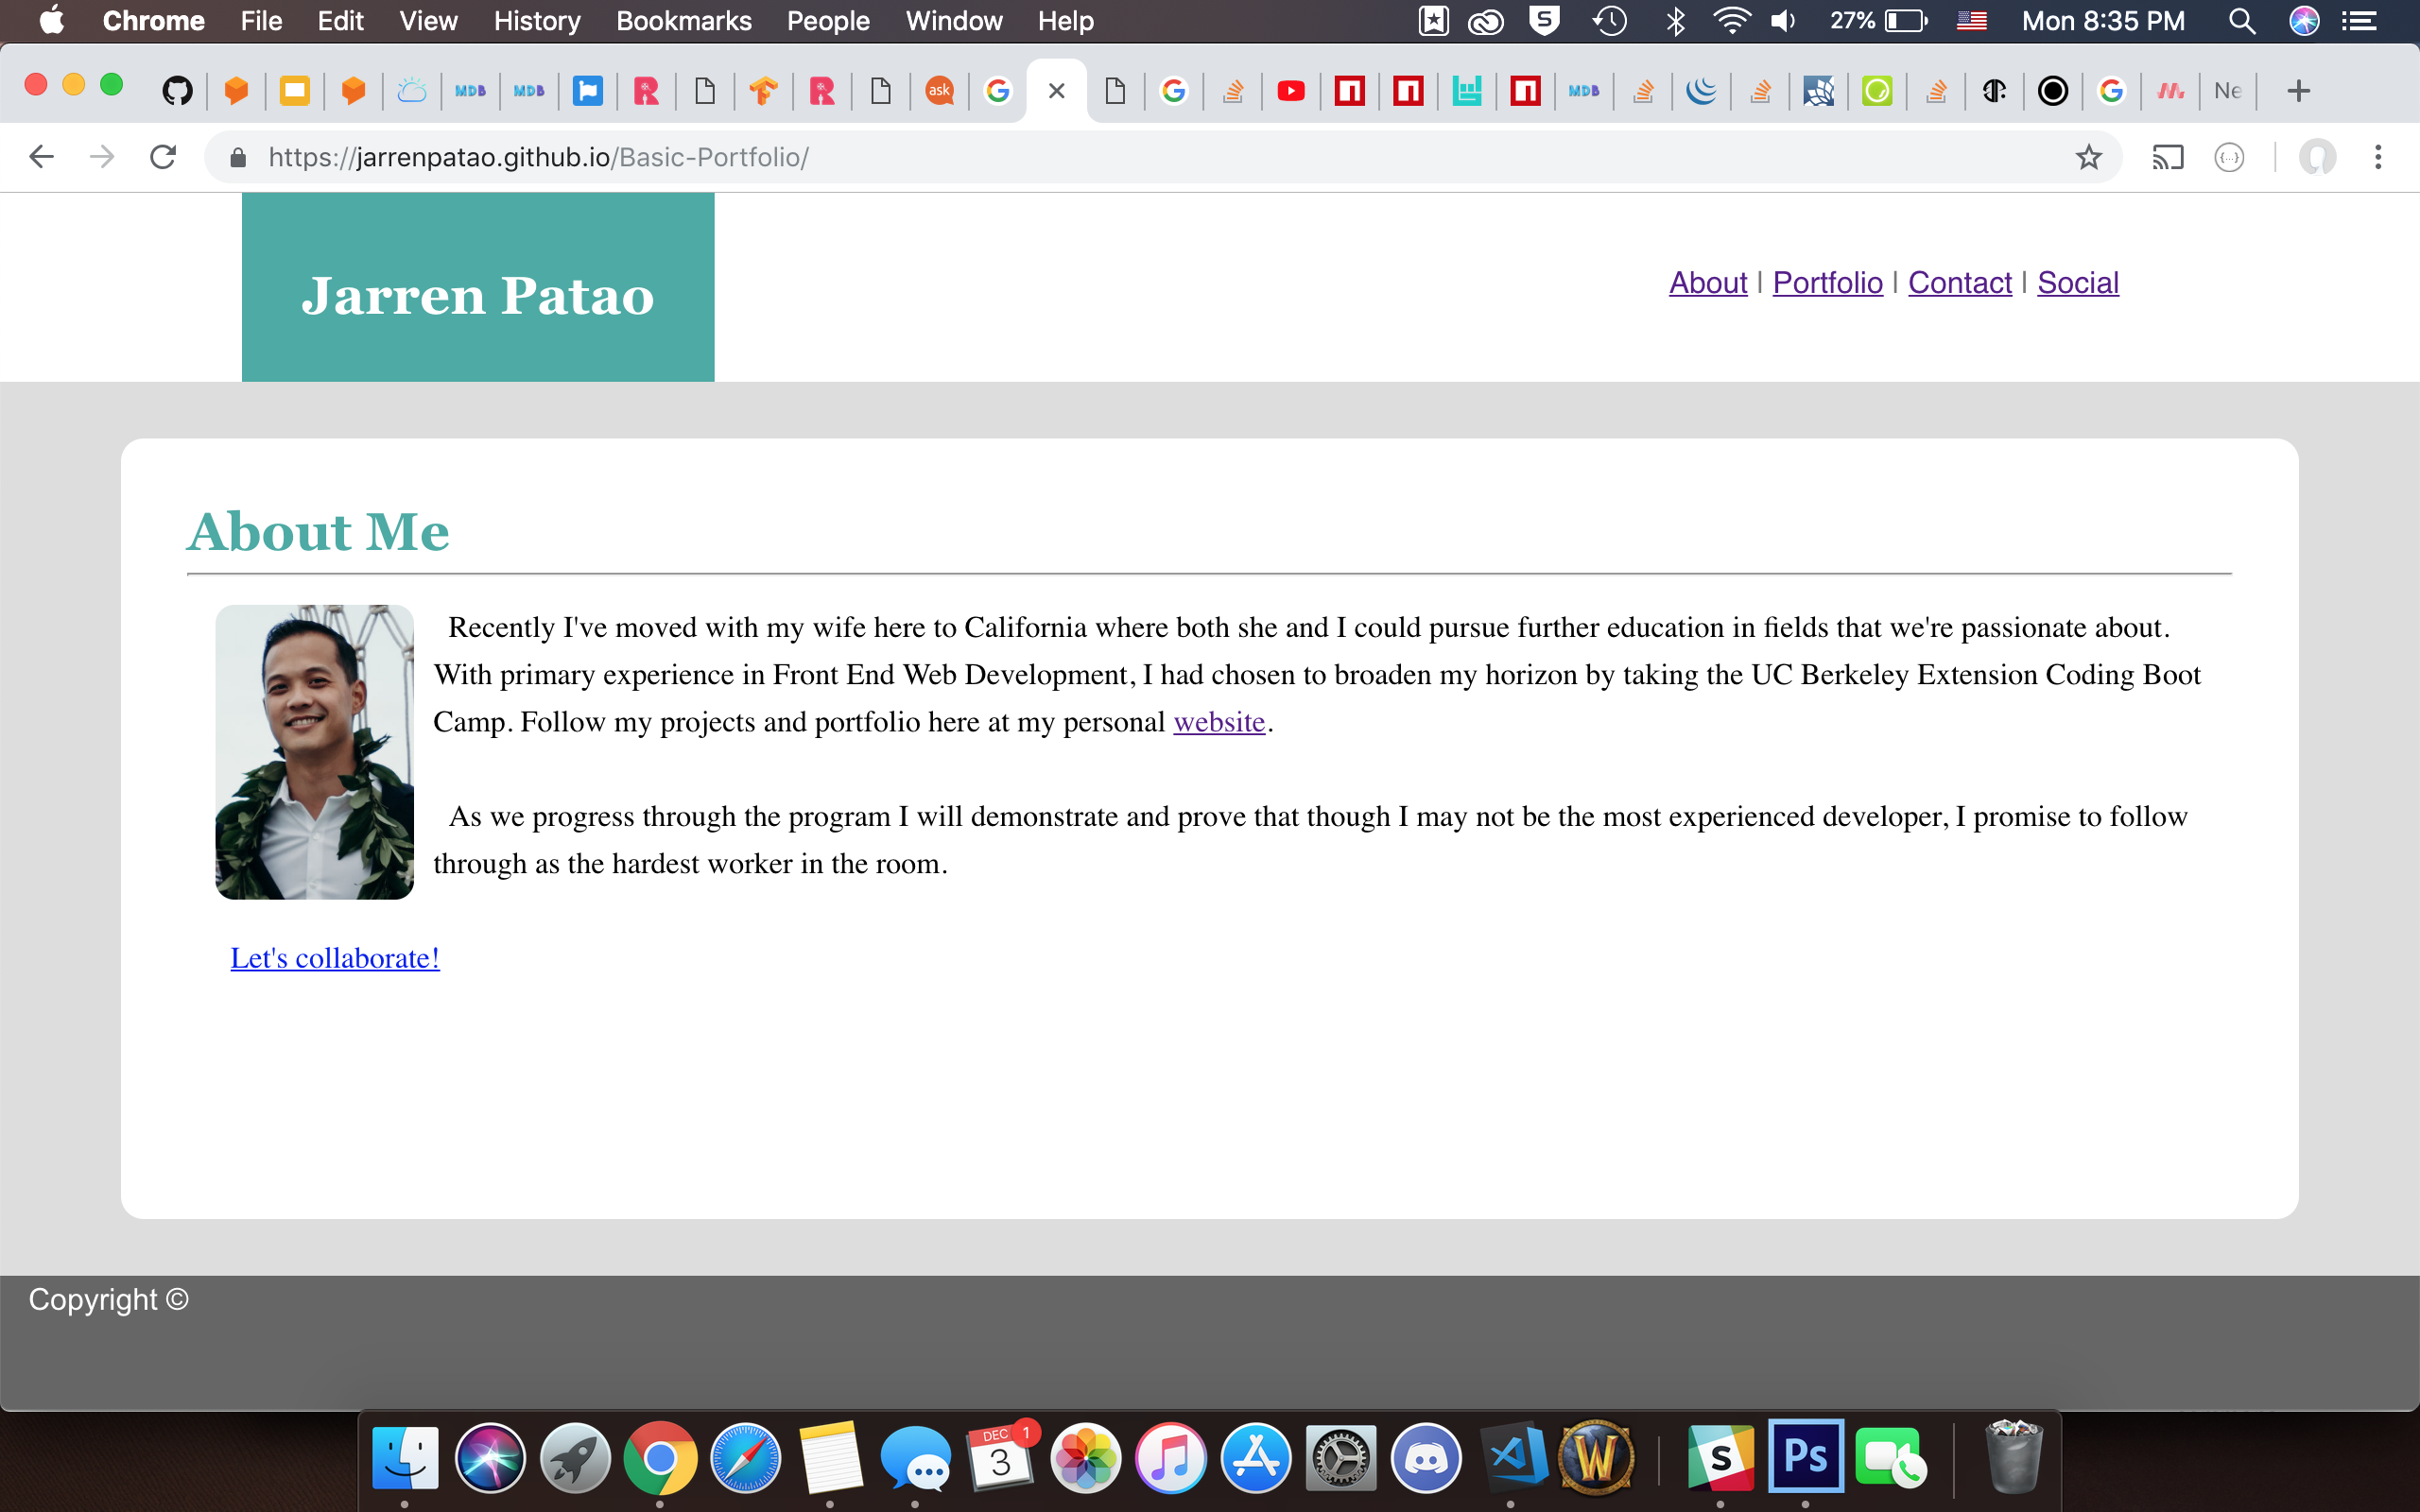 Chrome File Edit View History Bookmarks People Window Help S 27% Mon 8:35 PM
MDB MDB ask MDB Ne
https://jarrenpatao.github.io/Basic-Portfolio/
Jarren Patao
About | Portfolio | Contact | Social
About Me
Recently I've moved with my wife here to California where both she and I could pursue further education in fields that we're passionate about.
With primary experience in Front End Web Development, I had chosen to broaden my horizon by taking the UC Berkeley Extension Coding Boot
Camp. Follow my projects and portfolio here at my personal website.
As we progress through the program I will demonstrate and prove that though I may not be the most experienced developer, I promise to follow
through as the hardest worker in the room.
Let's collaborate!
Copyright ©
DEC 1
3 W S Ps